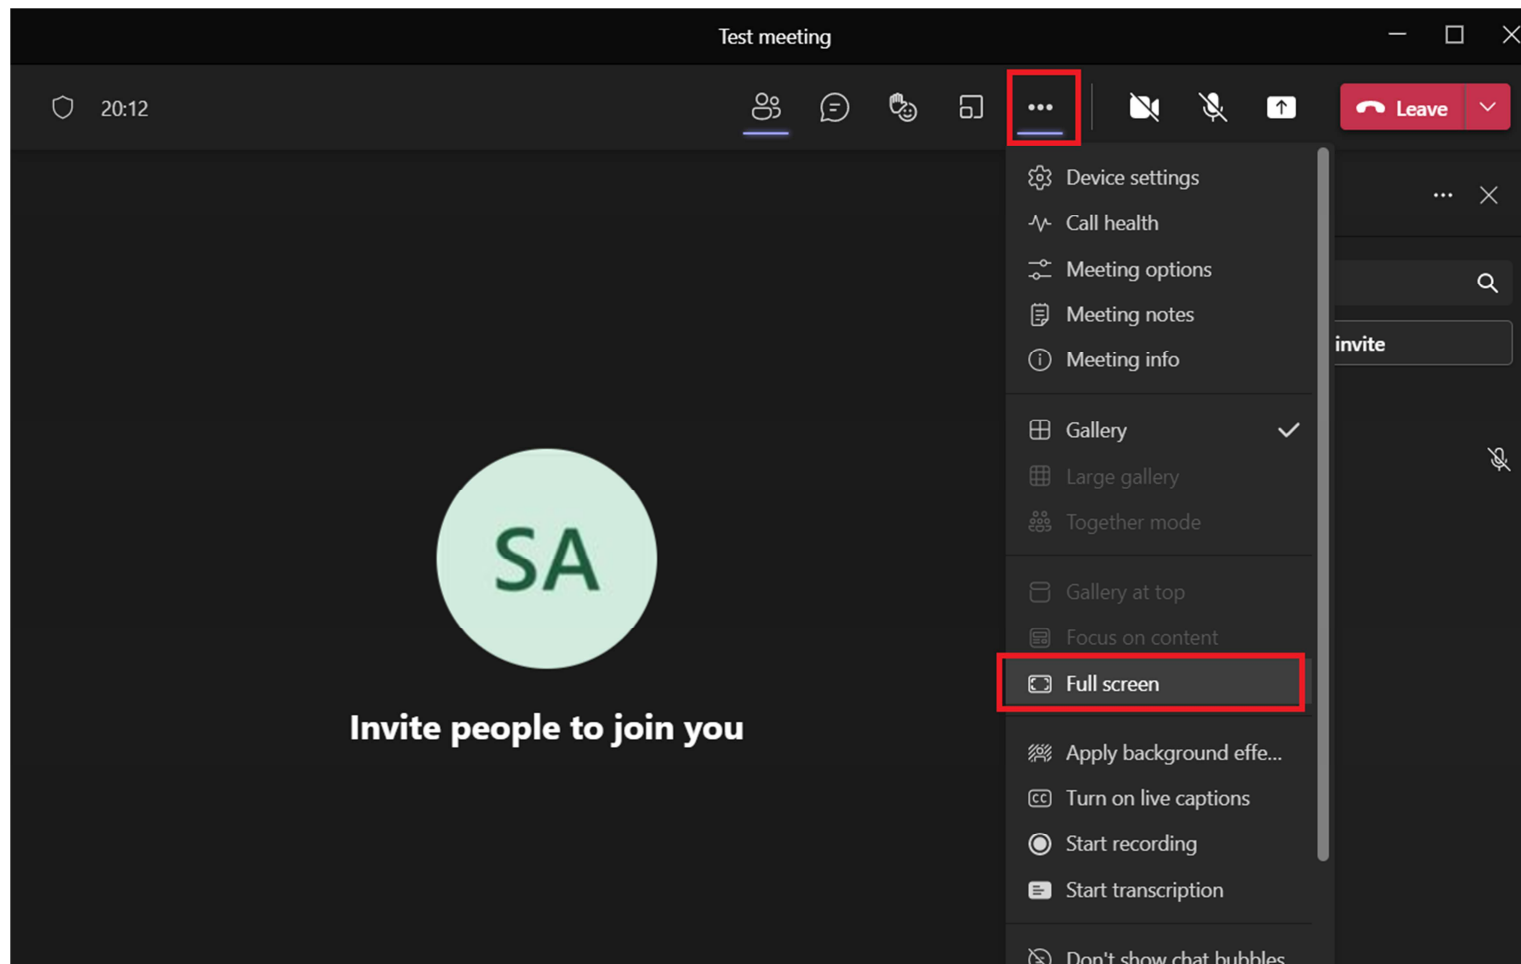 Test meeting
20:12
Leave
Device settings
Call health
Meeting options
Meeting notes
Meeting info
invite
Gallery
Large gallery
Together mode
SA
Gallery at top
Focus on content
Full screen
Invite people to join you
Apply background effe...
CC Turn on live captions
Start recording
Start transcription
Don't show chat bubbles